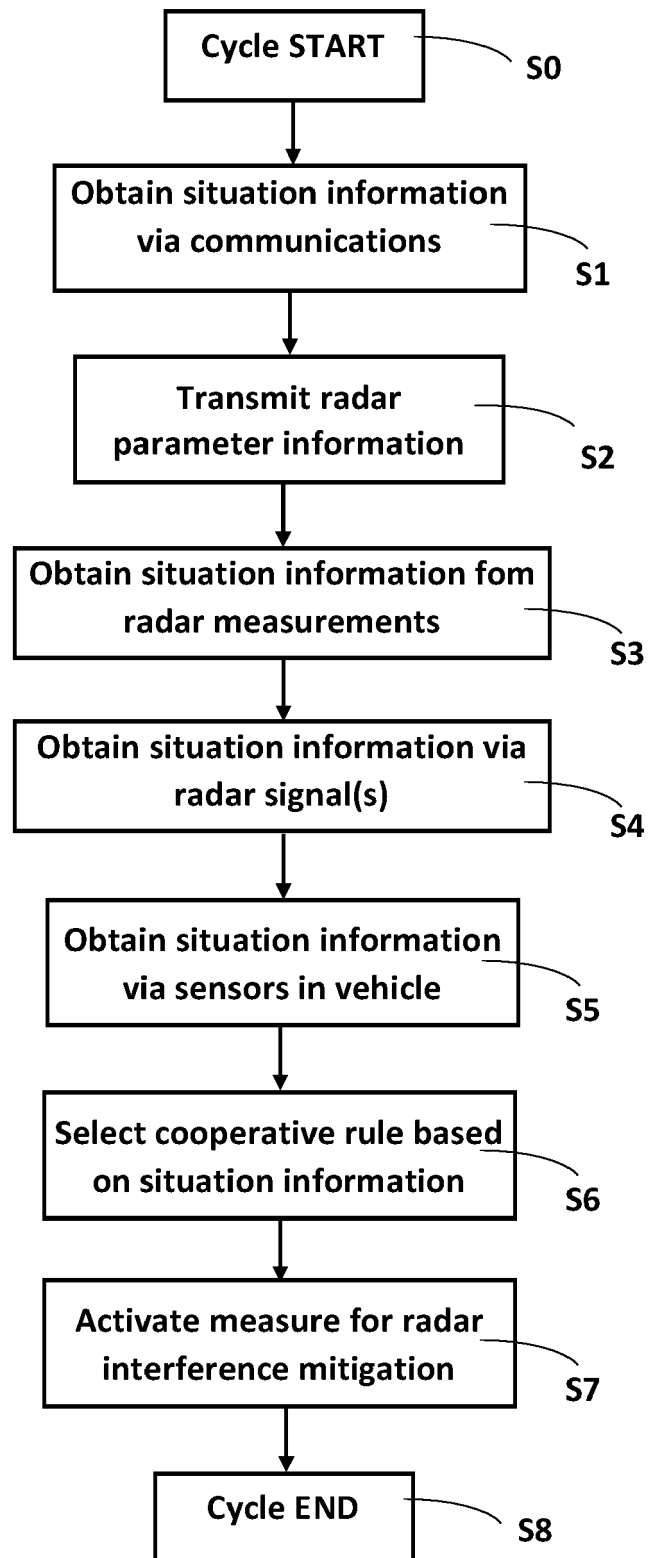 Cycle START
S0
Obtain situation information
via communications
S1
Transmit radar
parameter information
S2
Obtain situation information fom
radar measurements
S3
Obtain situation information via
radar signal(s)
S4
Obtain situation information
via sensors in vehicle
S5
Select cooperative rule based
on situation information
S6
Activate measure for radar
interference mitigation
S7
Cycle END
S8